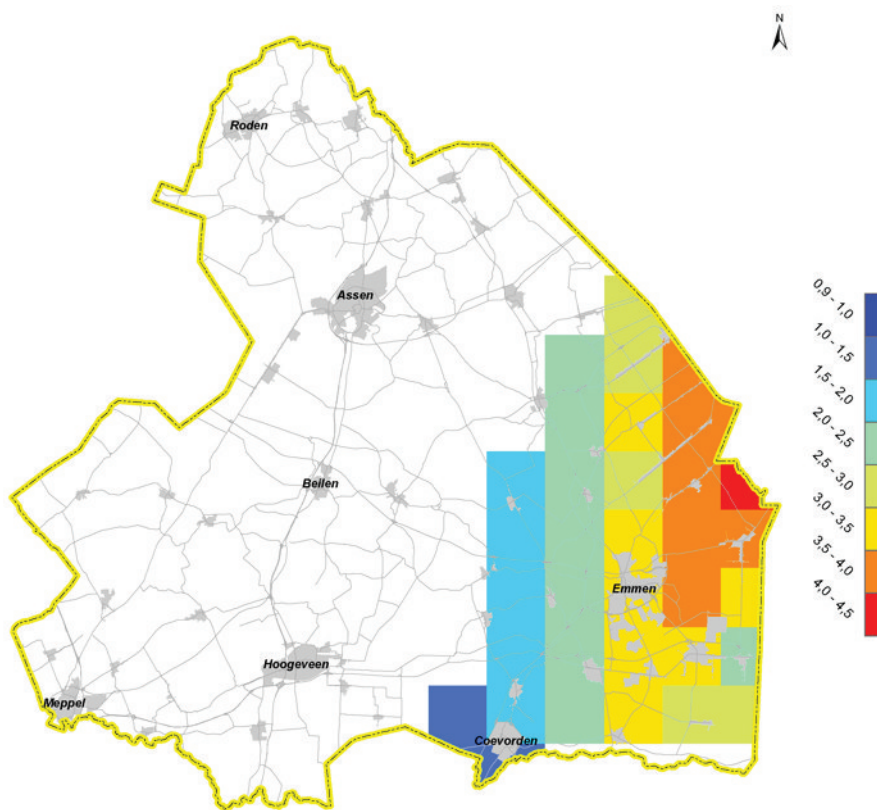 N
Roden
Assen
Beilen
Emmen
Hoogeveen
Meppel
Coevorden
0,9 - 1,0
1,0 - 1,5
1,5 - 2,0
2,0 - 2,5
2,5 - 3,0
3,0 - 3,5
3,5 - 4,0
4,0 - 4,5